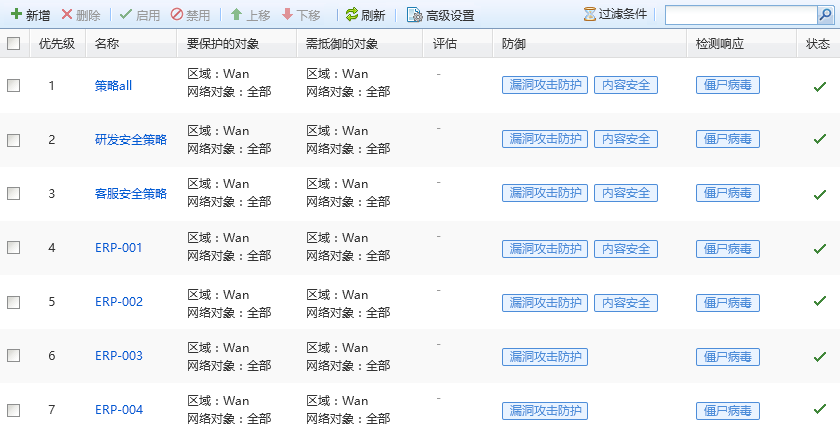 新增 删除 启用 禁用 上移 下移 刷新 高级设置 过滤条件
优先级 名称 要保护的对象 需抵御的对象 评估 防御 检测响应 状态
1 策略all 区域：Wan 区域：Wan - 漏洞攻击防护 内容安全 僵尸病毒
网络对象：全部 网络对象：全部
2 研发安全策略 区域：Wan 区域：Wan - 漏洞攻击防护 内容安全 僵尸病毒
网络对象：全部 网络对象：全部
3 客服安全策略 区域：Wan 区域：Wan - 漏洞攻击防护 内容安全 僵尸病毒
网络对象：全部 网络对象：全部
4 ERP-001 区域：Wan 区域：Wan - 漏洞攻击防护 内容安全 僵尸病毒
网络对象：全部 网络对象：全部
5 ERP-002 区域：Wan 区域：Wan - 漏洞攻击防护 内容安全 僵尸病毒
网络对象：全部 网络对象：全部
6 ERP-003 区域：Wan 区域：Wan - 漏洞攻击防护 僵尸病毒
网络对象：全部 网络对象：全部
7 ERP-004 区域：Wan 区域：Wan - 漏洞攻击防护 僵尸病毒
网络对象：全部 网络对象：全部